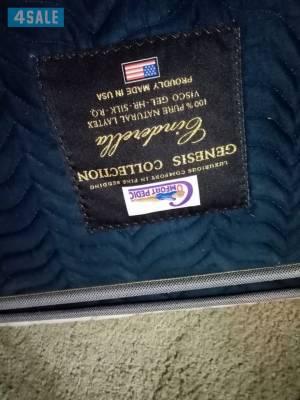 4SALE
COMFORT PEDIC
LUXURIOUS COMFORT IN FINE BEDDING
GENESIS COLLECTION
Cinderella
100% PURE NATURAL LAYTEX
VISCO GEL-HR-SILK-R.Q.
PROUDLY MADE IN USA